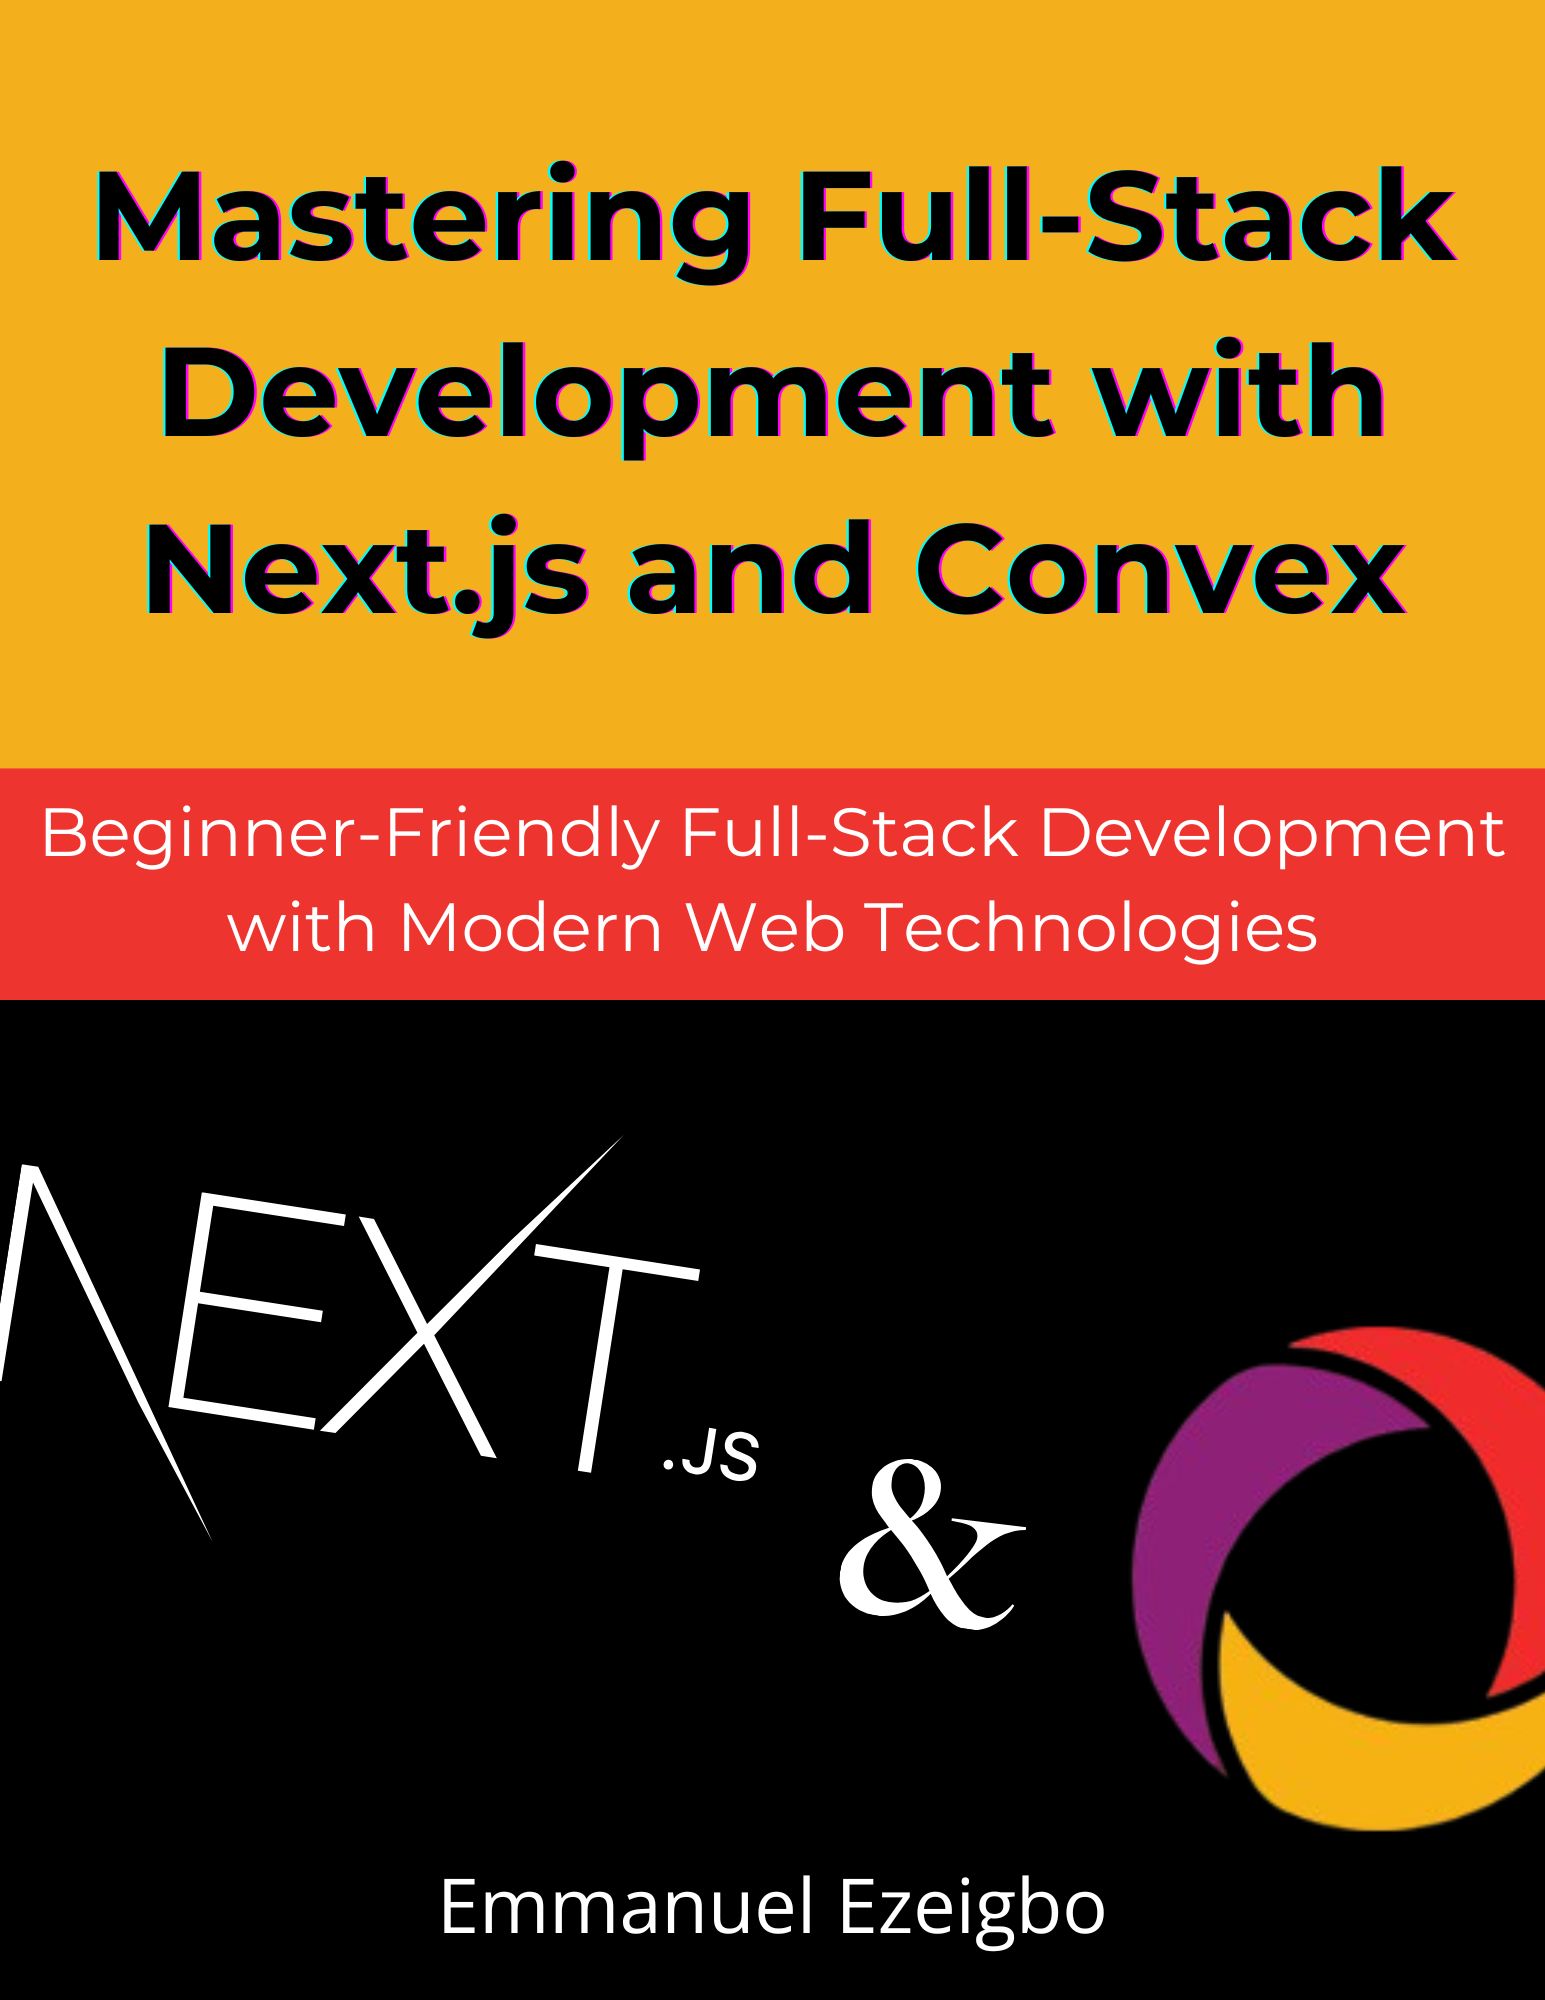 Mastering Full-Stack
Development with
Next.js and Convex
Beginner-Friendly Full-Stack Development
with Modern Web Technologies
NEXT.JS
&
Emmanuel Ezeigbo